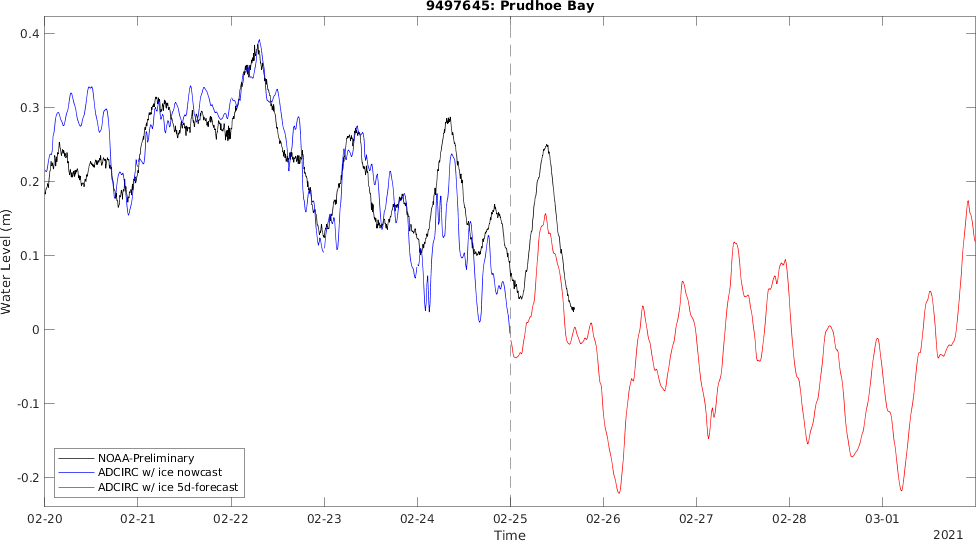 9497645: Prudhoe Bay
0.4
0.3
0.2
0.1
0
-0.1
-0.2
Water Level (m)
NOAA-Preliminary
ADCIRC w/ ice nowcast
ADCIRC w/ ice 5d-forecast
02-20 02-21 02-22 02-23 02-24 02-25 02-26 02-27 02-28 03-01
Time
2021